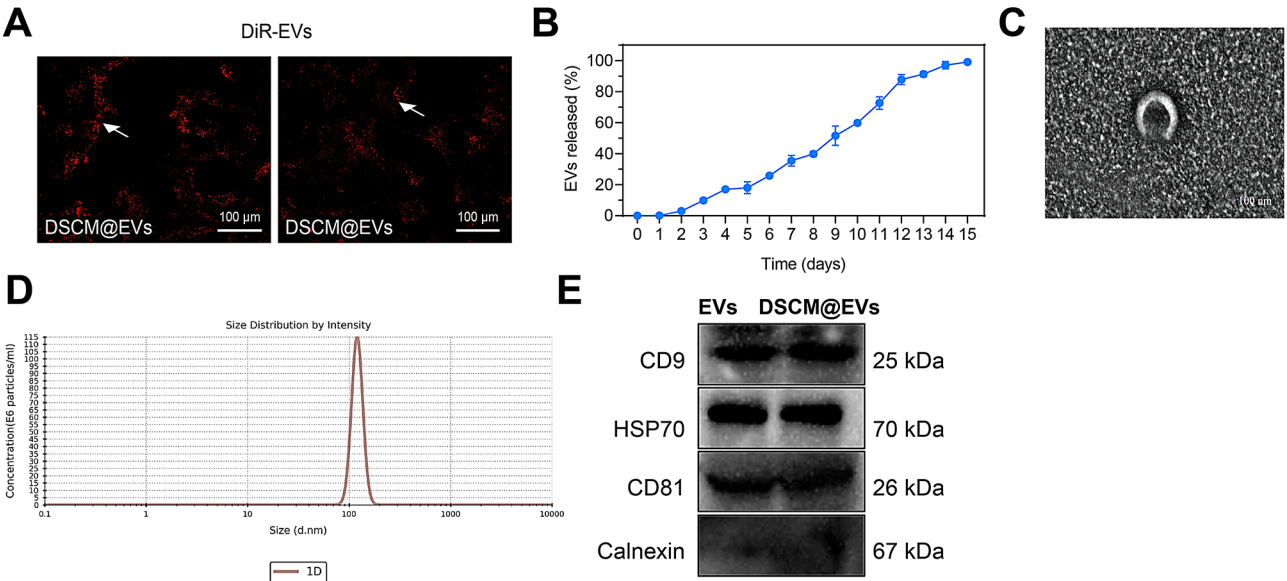 A
DiR-EVs
DSCM@EVs
100 µm
DSCM@EVs
100 µm
B
EVs released (%)
100
80
60
40
20
0
0 1 2 3 4 5 6 7 8 9 10 11 12 13 14 15
Time (days)
C
100 nm
D
Size Distribution by Intensity
Concentration(E6 particles/ml)
115
110
105
100
95
90
85
80
75
70
65
60
55
50
45
40
35
30
25
20
15
10
5
0
0.1 1 10 100 1000 10000
Size (d.nm)
1D
E
EVs DSCM@EVs
CD9 25 kDa
HSP70 70 kDa
CD81 26 kDa
Calnexin 67 kDa